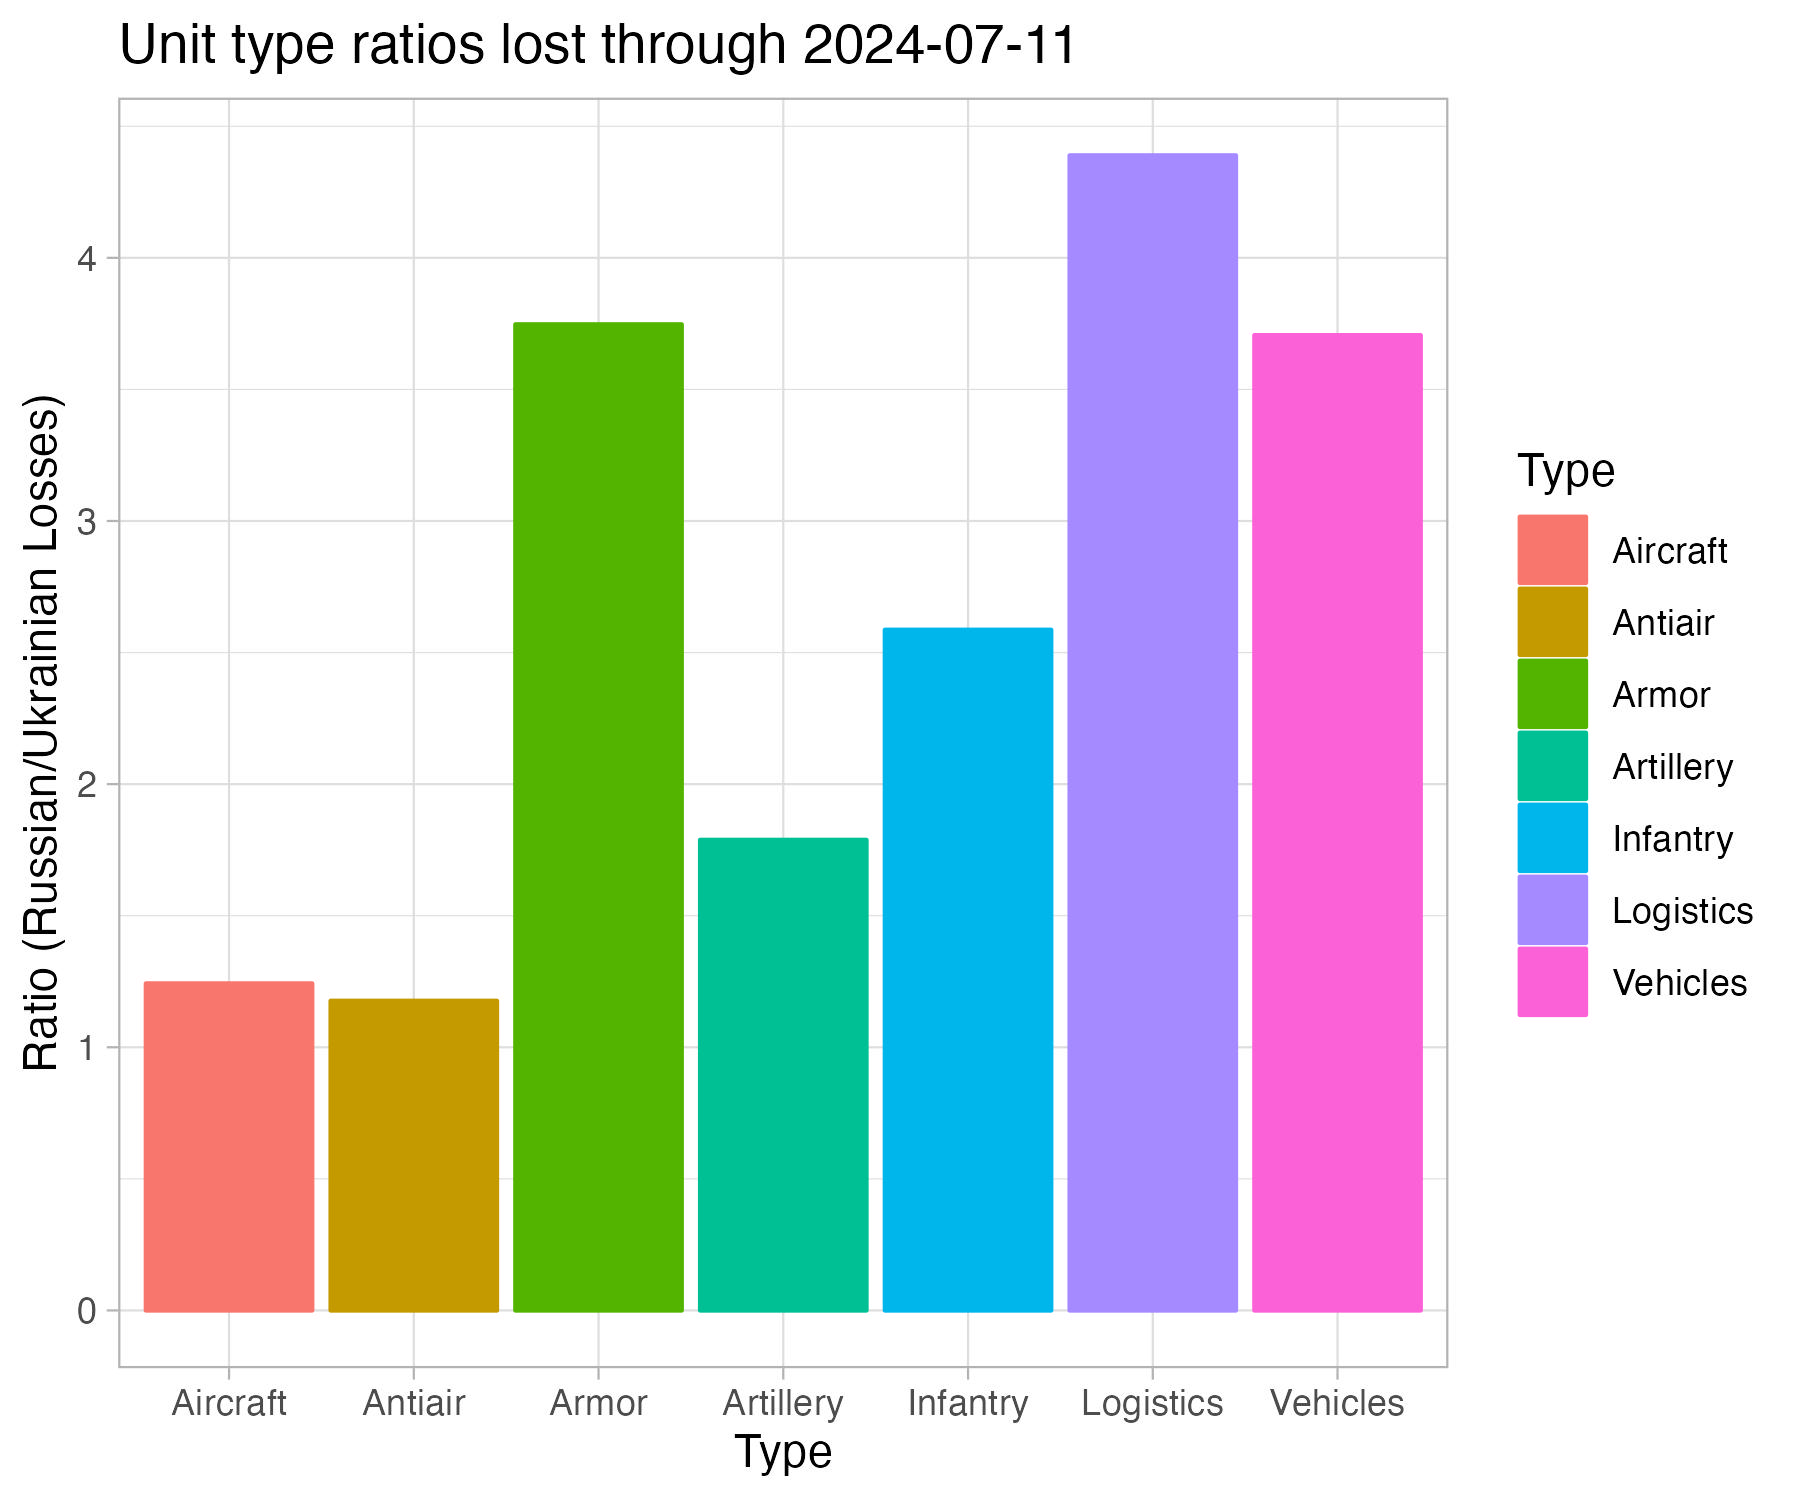 Unit type ratios lost through 2024-07-11
Ratio (Russian/Ukrainian Losses)
4
3
2
1
0
Aircraft Antiair Armor Artillery Infantry Logistics Vehicles
Type
Type
Aircraft
Antiair
Armor
Artillery
Infantry
Logistics
Vehicles